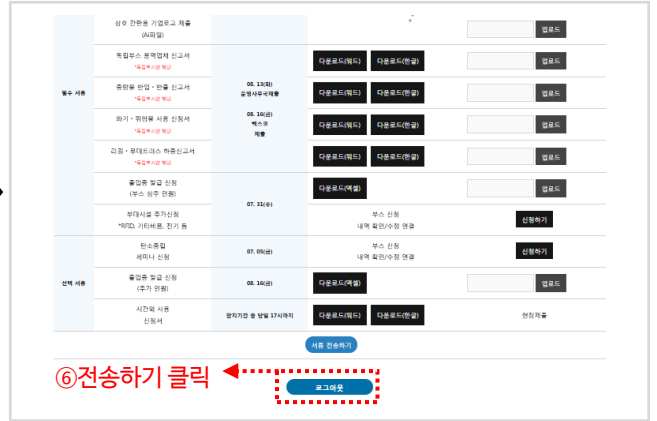 상호 간판용 기업로고 제출
(Ai파일)
업로드
독립부스 용역업체 신고서
*독립부스만 해당
다운로드(워드) 다운로드(한글) 업로드
필수 서류
중량물 반입・반출 신고서
*독립부스만 해당
08. 13(화)
운영사무국제출
다운로드(워드) 다운로드(한글) 업로드
화기・위험물 사용 신청서
*독립부스만 해당
08. 16(금)
벡스코
제출
다운로드(워드) 다운로드(한글) 업로드
리깅・우대트러스 하중신고서
*독립부스만 해당
다운로드(워드) 다운로드(한글) 업로드
출입증 발급 신청
(부스 상주 인원)
07. 31(수)
다운로드(엑셀) 업로드
부대시설 추가신청
*RFID, 기타비품, 전기 등
부스 신청
내역 확인/수정 연결
신청하기
선택 서류
탄소중립
세미나 신청
07. 05(금)
부스 신청
내역 확인/수정 연결
신청하기
출입증 발급 신청
(추가 인원)
08. 16(금)
다운로드(엑셀) 업로드
시간외 사용
신청서
장치기간 중 당일 17시까지
다운로드(워드) 다운로드(한글) 현장제출
서류 전송하기
⑥전송하기 클릭
로그아웃